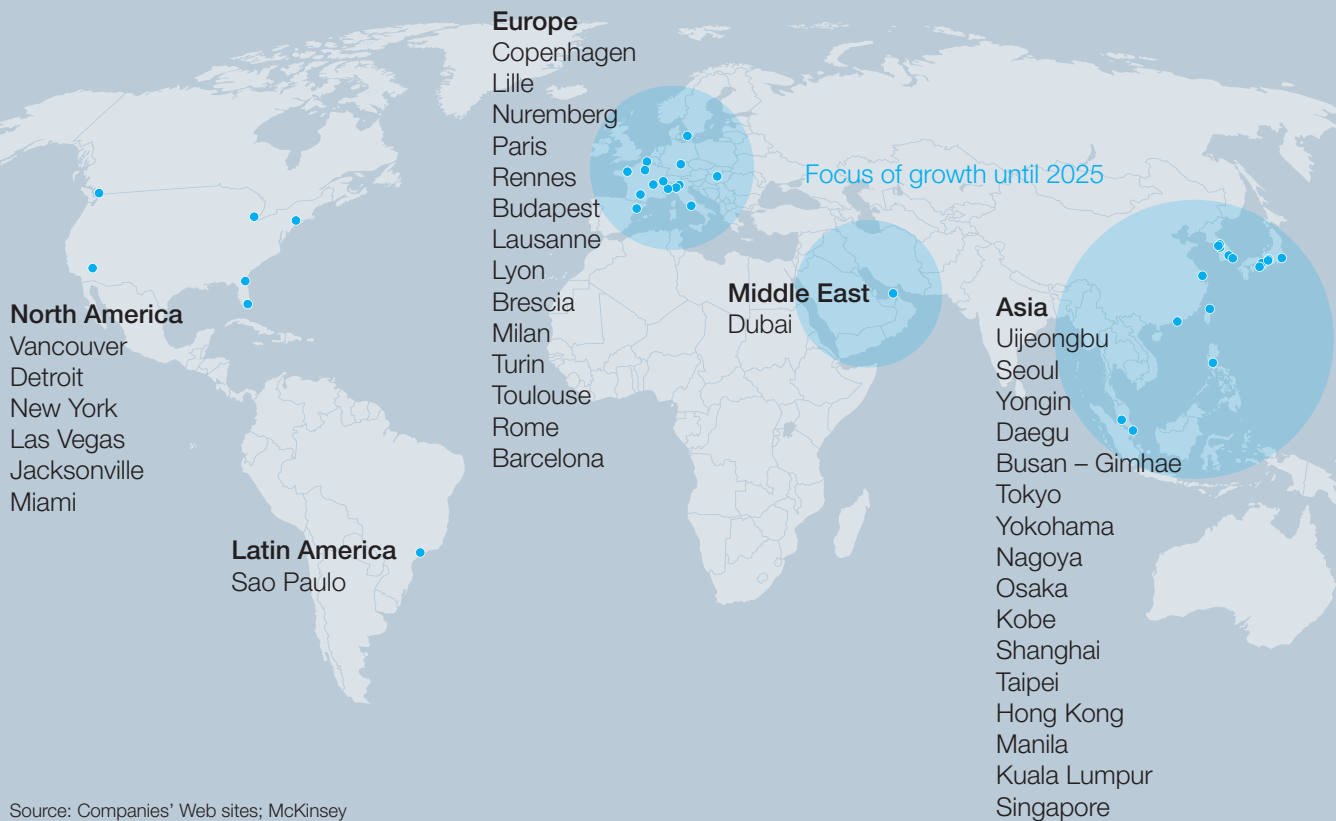 Europe
Copenhagen
Lille
Nuremberg
Paris
Rennes
Budapest
Lausanne
Lyon
Brescia
Milan
Turin
Toulouse
Rome
Barcelona
Focus of growth until 2025
North America
Vancouver
Detroit
New York
Las Vegas
Jacksonville
Miami
Middle East
Dubai
Asia
Uijeongbu
Seoul
Yongin
Daegu
Busan – Gimhae
Tokyo
Yokohama
Nagoya
Osaka
Kobe
Shanghai
Taipei
Hong Kong
Manila
Kuala Lumpur
Singapore
Latin America
Sao Paulo
Source: Companies’ Web sites; McKinsey